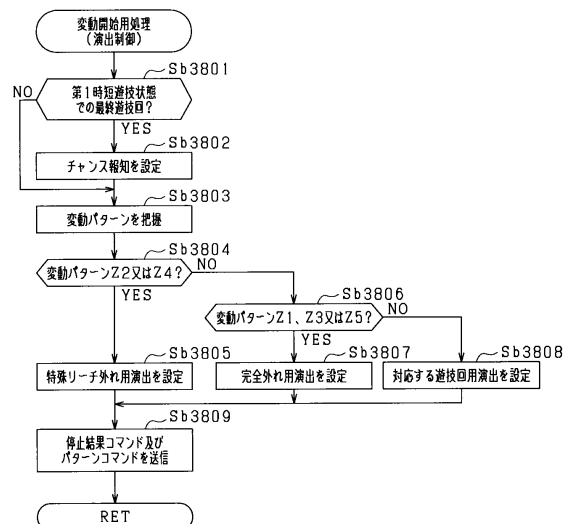 変動開始用処理
(演出制御)
Sb3801
NO
第1時短遊技状態
での最終遊技回?
YES
Sb3802
チャンス報知を設定
Sb3803
変動パターンを把握
Sb3804
変動パターンZ2又はZ4?
NO
YES
Sb3806
変動パターンZ1、Z3又はZ5?
NO
YES
Sb3805
特殊リーチ外れ用演出を設定
Sb3807
完全外れ用演出を設定
Sb3808
対応する遊技回用演出を設定
Sb3809
停止結果コマンド及び
パターンコマンドを送信
RET